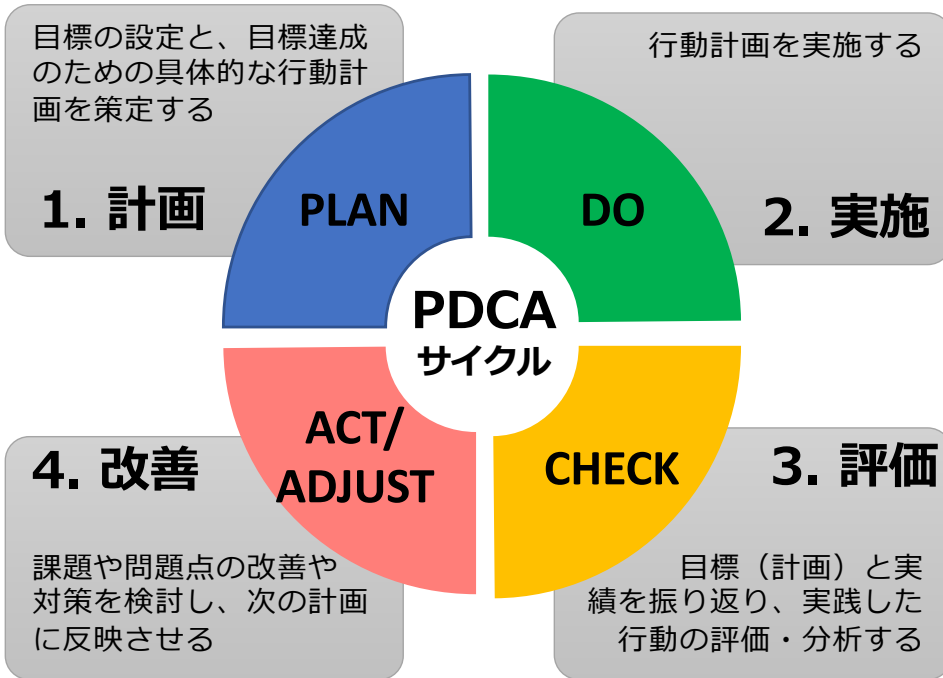 目標の設定と、目標達成
のための具体的な行動計
画を策定する
1. 計画
PLAN
行動計画を実施する
2. 実施
DO
PDCA
サイクル
3. 評価
CHECK
目標（計画）と実
績を振り返り、実践した
行動の評価・分析する
4. 改善
ACT/
ADJUST
課題や問題点の改善や
対策を検討し、次の計画
に反映させる